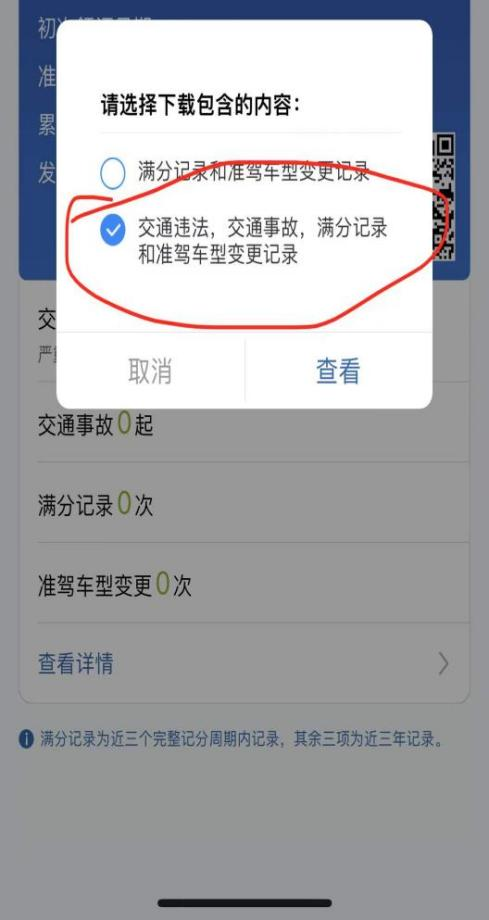 准
累
发
请选择下载包含的内容：
满分记录和准驾车型变更记录
交通违法，交通事故，满分记录
和准驾车型变更记录
交
取消
查看
交通事故0起
满分记录0次
准驾车型变更0次
查看详情
满分记录为近三个完整记分周期内记录，其余三项为近三年记录。